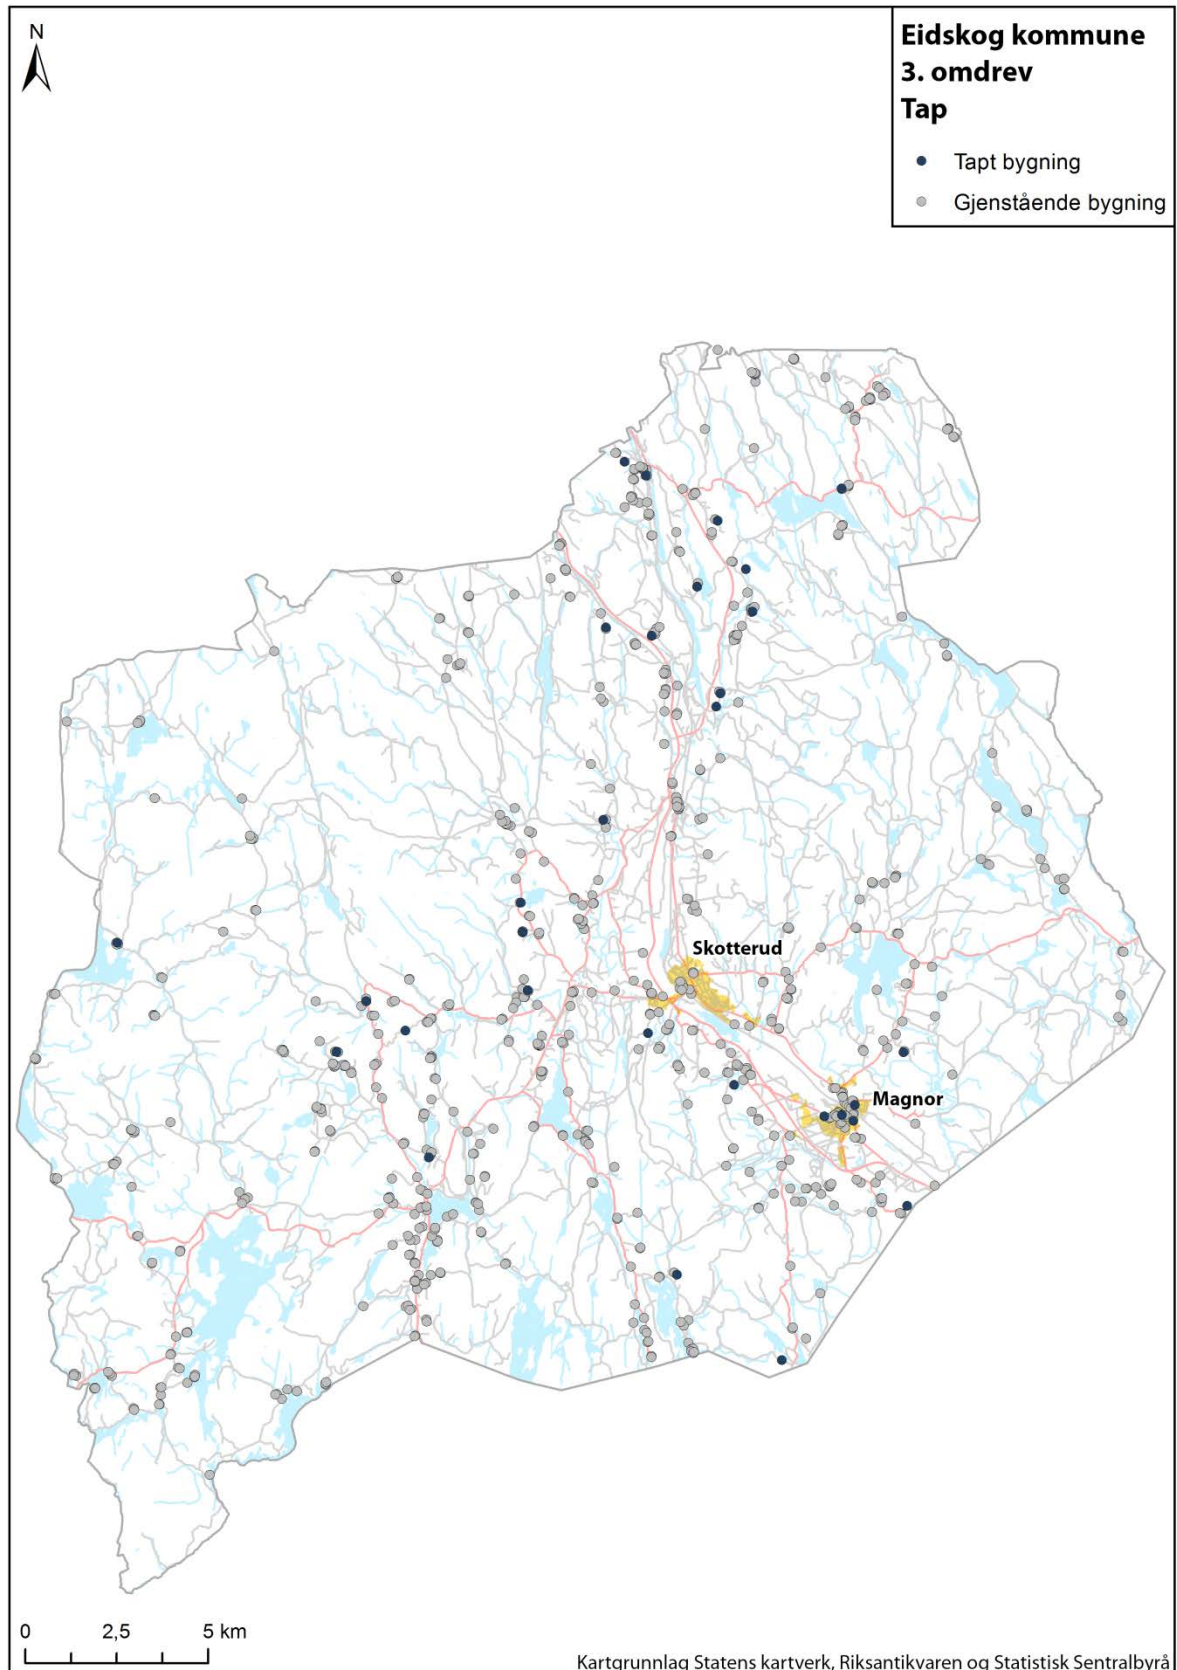 N
Eidskog kommune
3. omdrev
Tap
Tapt bygning
Gjenstående bygning
Skotterud
Magnor
0 2,5 5 km
Kartgrunnlag Statens kartverk, Riksantikvaren og Statistisk Sentralbyrå